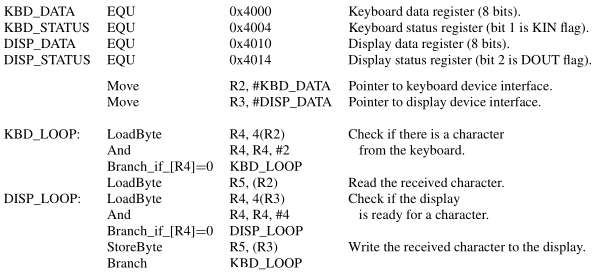 KBD_DATA EQU 0x4000 Keyboard data register (8 bits).
KBD_STATUS EQU 0x4004 Keyboard status register (bit 1 is KIN flag).
DISP_DATA EQU 0x4010 Display data register (8 bits).
DISP_STATUS EQU 0x4014 Display status register (bit 2 is DOUT flag).
Move R2, #KBD_DATA Pointer to keyboard device interface.
Move R3, #DISP_DATA Pointer to display device interface.
KBD_LOOP: LoadByte R4, 4(R2) Check if there is a character
And R4, R4, #2 from the keyboard.
Branch_if_[R4]=0 KBD_LOOP
LoadByte R5, (R2) Read the received character.
DISP_LOOP: LoadByte R4, 4(R3) Check if the display
And R4, R4, #4 is ready for a character.
Branch_if_[R4]=0 DISP_LOOP
StoreByte R5, (R3) Write the received character to the display.
Branch KBD_LOOP